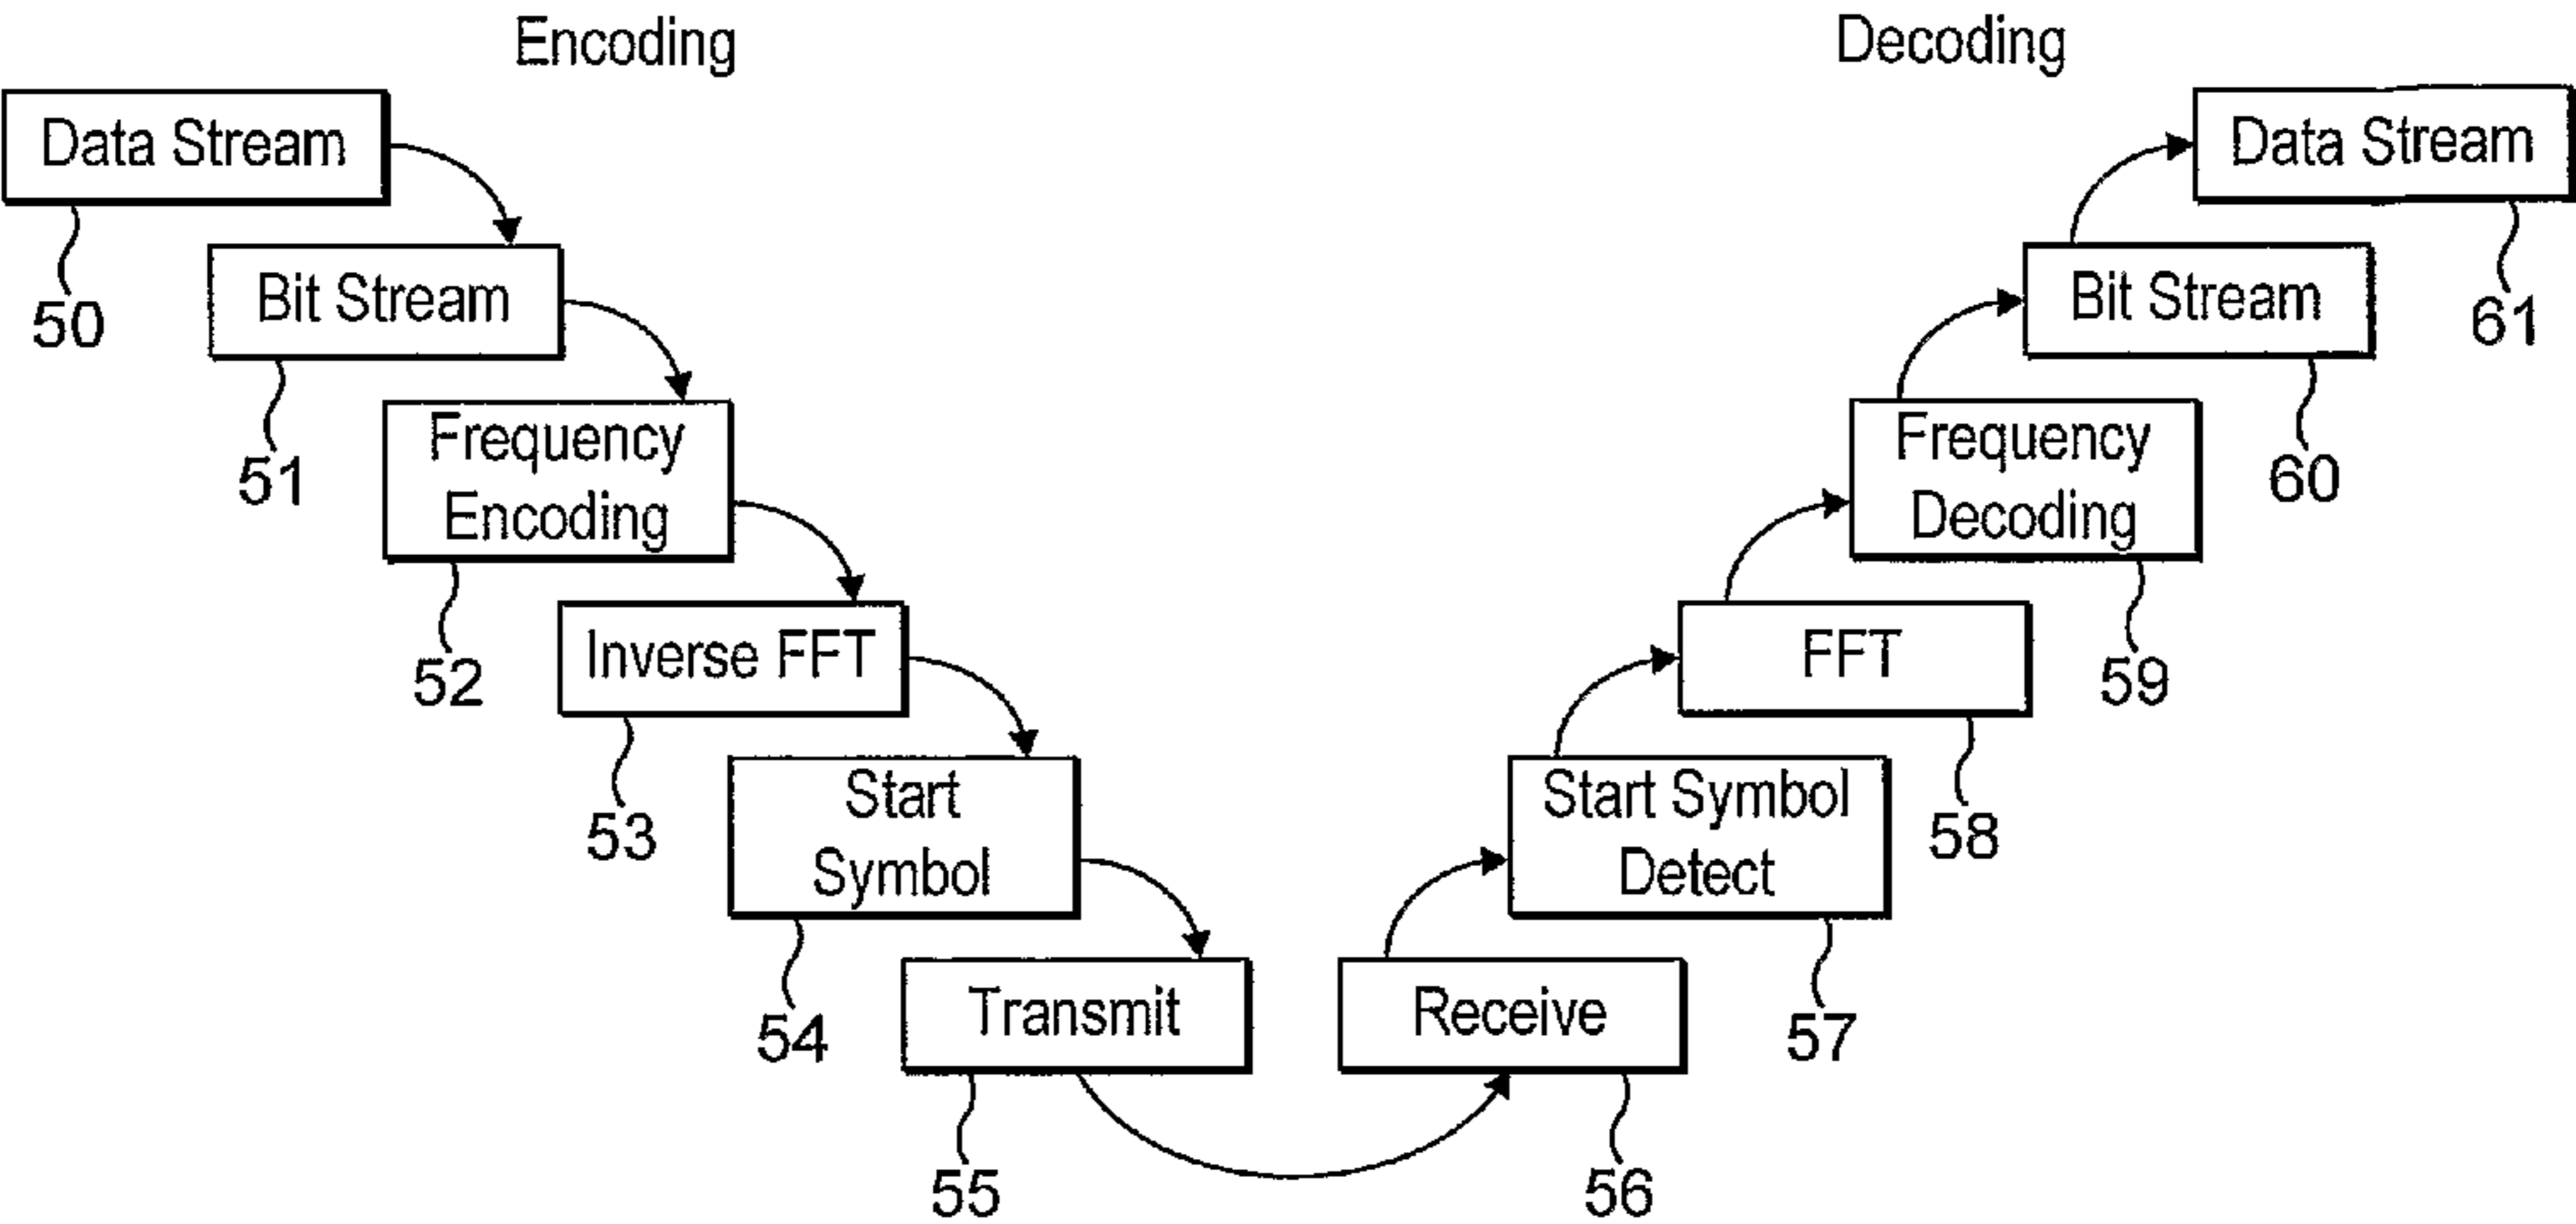 Encoding
Decoding
Data Stream
50
Bit Stream
51
Frequency
Encoding
52
Inverse FFT
53
Start
Symbol
54
Transmit
55
Receive
56
Start Symbol
Detect
57
FFT
58
Frequency
Decoding
59
Bit Stream
60
Data Stream
61